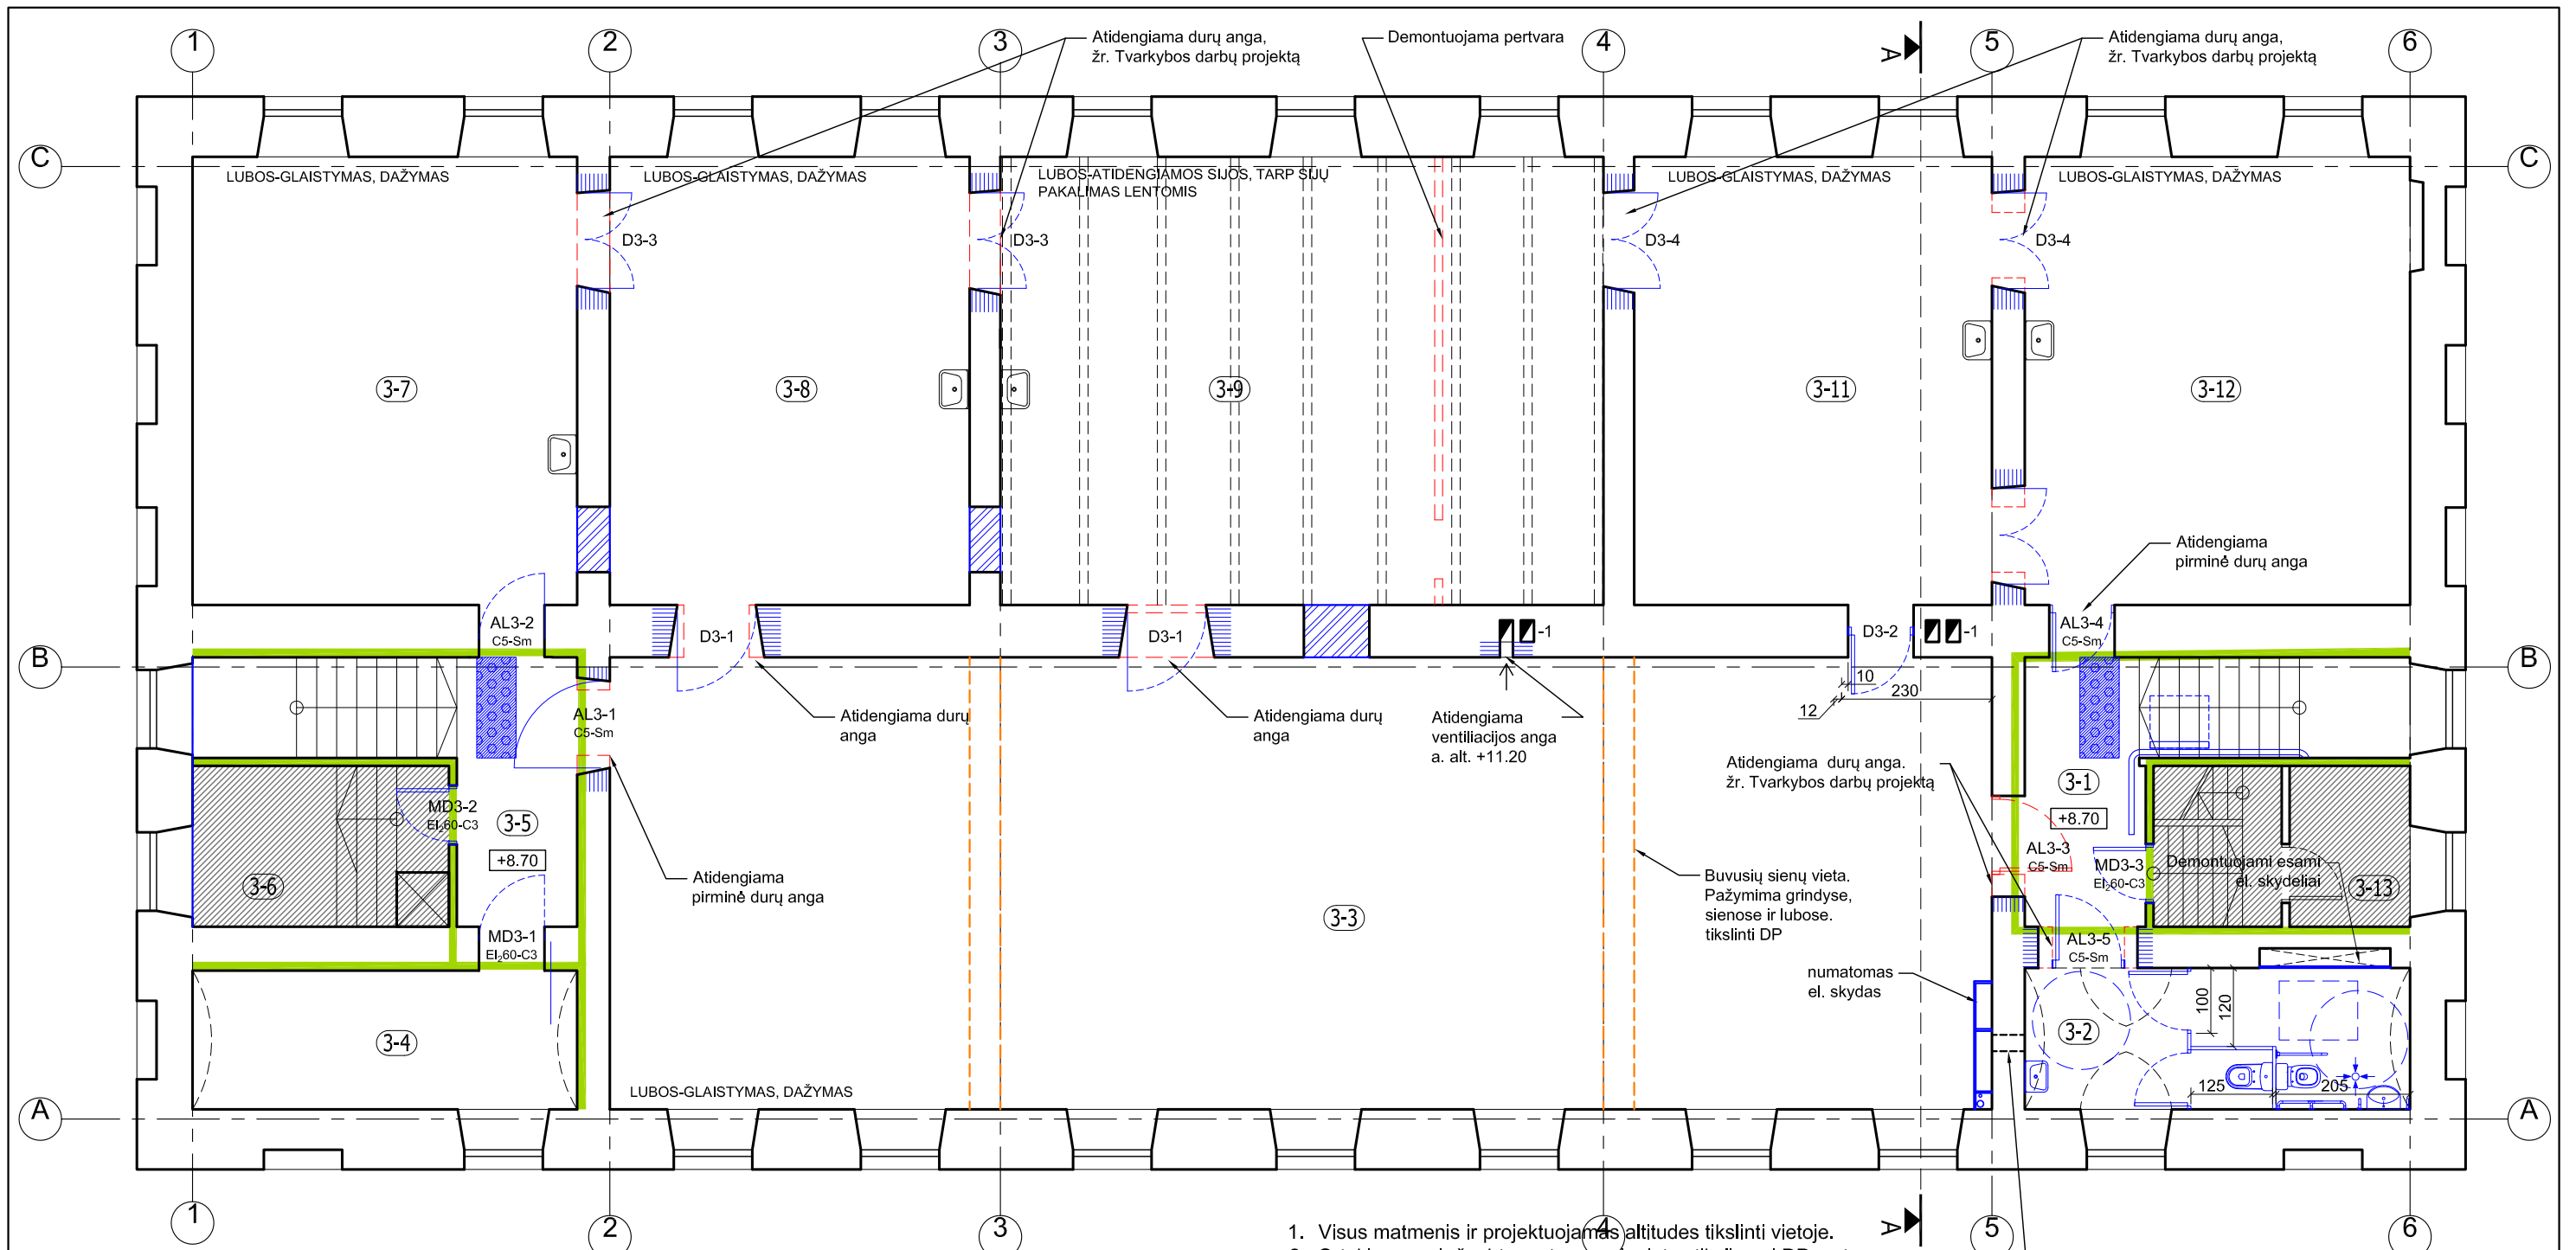 1
2
3
4
5
6
Atidengiama durų anga,
žr. Tvarkybos darbų projektą
Demontuojama pertvara
A
Atidengiama durų anga,
žr. Tvarkybos darbų projektą
C
C
LUBOS-GLAISTYMAS, DAŽYMAS
LUBOS-GLAISTYMAS, DAŽYMAS
LUBOS-ATIDENGIAMOS SIJOS, TARP SIJŲ
PAKALIMAS LENTOMIS
LUBOS-GLAISTYMAS, DAŽYMAS
LUBOS-GLAISTYMAS, DAŽYMAS
D3-3
D3-3
D3-4
D3-4
3-7
3-8
3-9
3-11
3-12
Atidengiama
pirminė durų anga
AL3-2
C5-Sm
D3-1
D3-1
-1
D3-2
-1
AL3-4
C5-Sm
B
B
10
230
12
AL3-1
C5-Sm
Atidengiama durų
anga
Atidengiama durų
anga
Atidengiama
ventiliacijos anga
a. alt. +11.20
Atidengiama durų anga.
žr. Tvarkybos darbų projektą
3-1
+8.70
MD3-2
EI₂60-C3
3-5
+8.70
3-6
Atidengiama
pirminė durų anga
AL3-3
C5-Sm
MD3-3
EI₂60-C3
Demontuojami esami
el. skydeliai
3-13
Buvusių sienų vieta.
Pažymima grindyse,
sienose ir lubose.
tikslinti DP
3-3
MD3-1
EI₂60-C3
AL3-5
C5-Sm
numatomas
el. skydas
100
120
3-4
3-2
125
205
LUBOS-GLAISTYMAS, DAŽYMAS
A
A
1
2
3
4
5
6
A
1. Visus matmenis ir projektuojamas altitudes tikslinti vietoje.